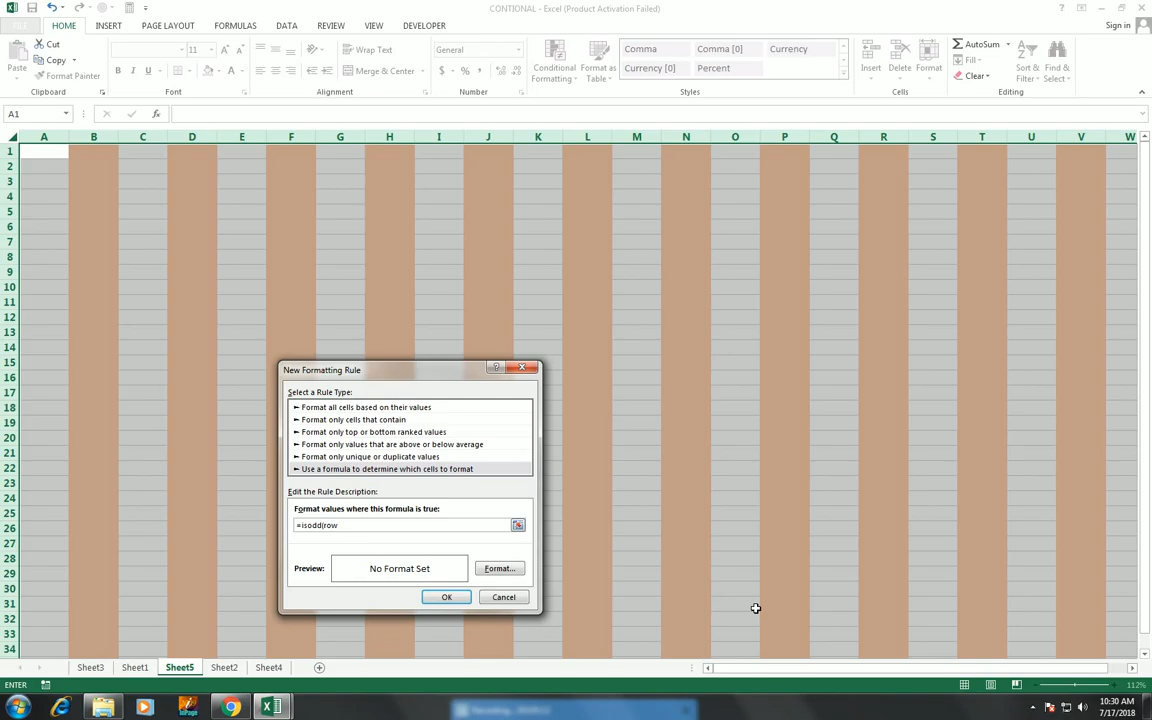 CONTIONAL - Excel (Product Activation Failed)
FILE HOME INSERT PAGE LAYOUT FORMULAS DATA REVIEW VIEW DEVELOPER Sign in
Paste Cut Copy Format Painter
11
Wrap Text
Merge & Center
General
Conditional Formatting Format as Table
Comma Comma [0] Currency
Currency [0] Percent
Insert Delete Format
AutoSum Fill Clear Sort & Filter Find & Select
Clipboard Font Alignment Number Styles Cells Editing
A1
A B C D E F G H I J K L M N O P Q R S T U V W
1
2
3
4
5
6
7
8
9
10
11
12
13
14
15
16
17
18
19
20
21
22
23
24
25
26
27
28
29
30
31
32
33
34
New Formatting Rule
Select a Rule Type:
► Format all cells based on their values
► Format only cells that contain
► Format only top or bottom ranked values
► Format only values that are above or below average
► Format only unique or duplicate values
► Use a formula to determine which cells to format
Edit the Rule Description:
Format values where this formula is true:
=isodd(row
Preview: No Format Set Format...
OK Cancel
Sheet3 Sheet1 Sheet5 Sheet2 Sheet4
ENTER 112%
10:30 AM
7/17/2018